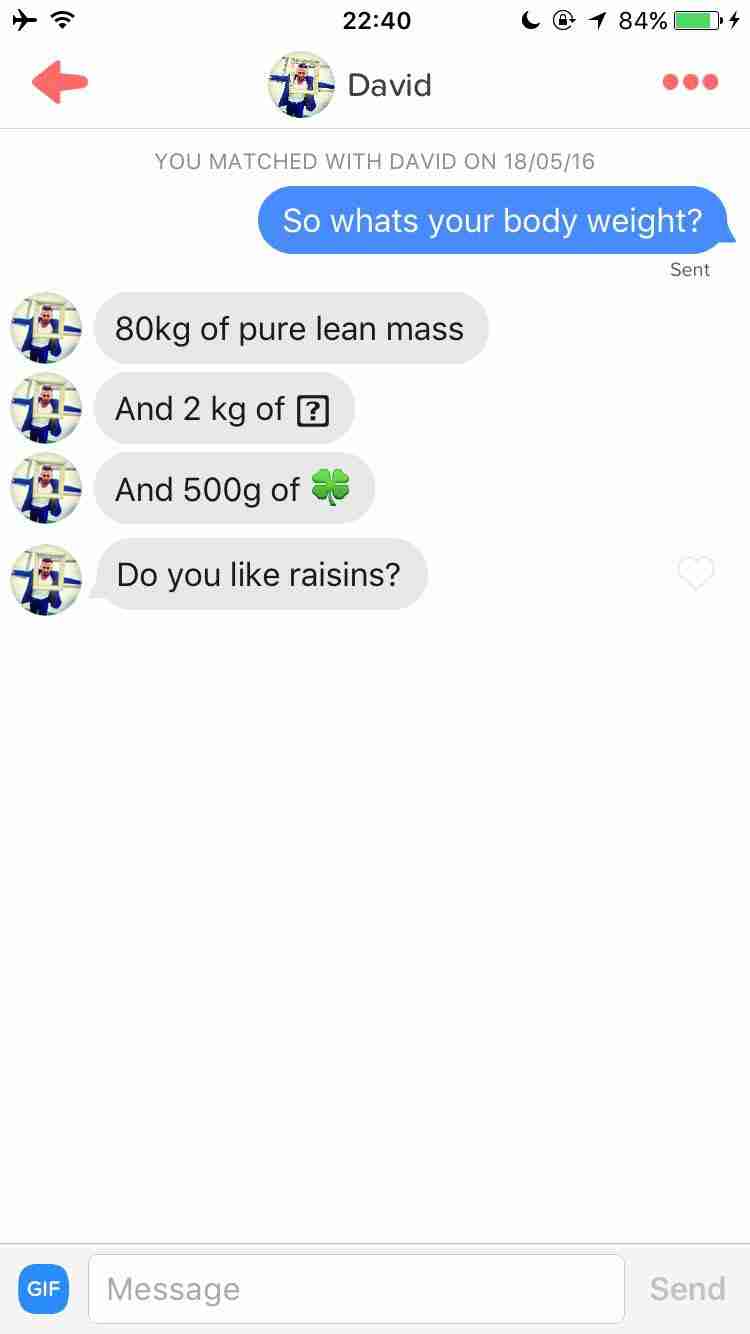 22:40
84%
David
YOU MATCHED WITH DAVID ON 18/05/16
So whats your body weight?
Sent
80kg of pure lean mass
And 2 kg of ⍰
And 500g of 🍀
Do you like raisins?
GIF
Message
Send